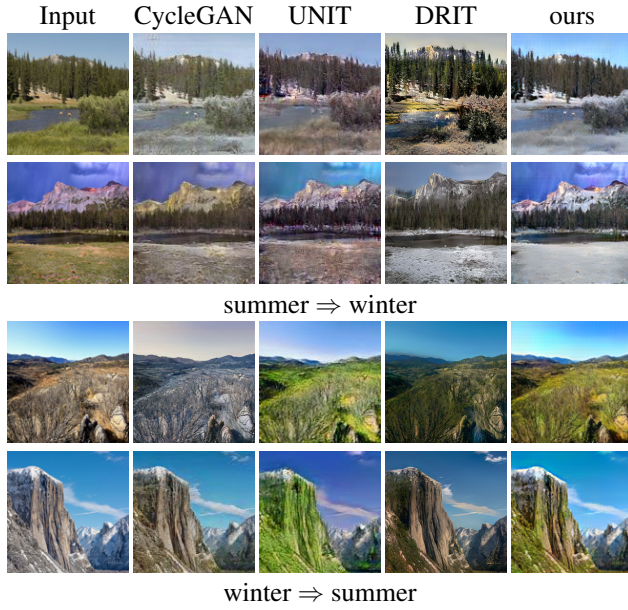 Input CycleGAN UNIT DRIT ours
summer ⇒ winter
winter ⇒ summer